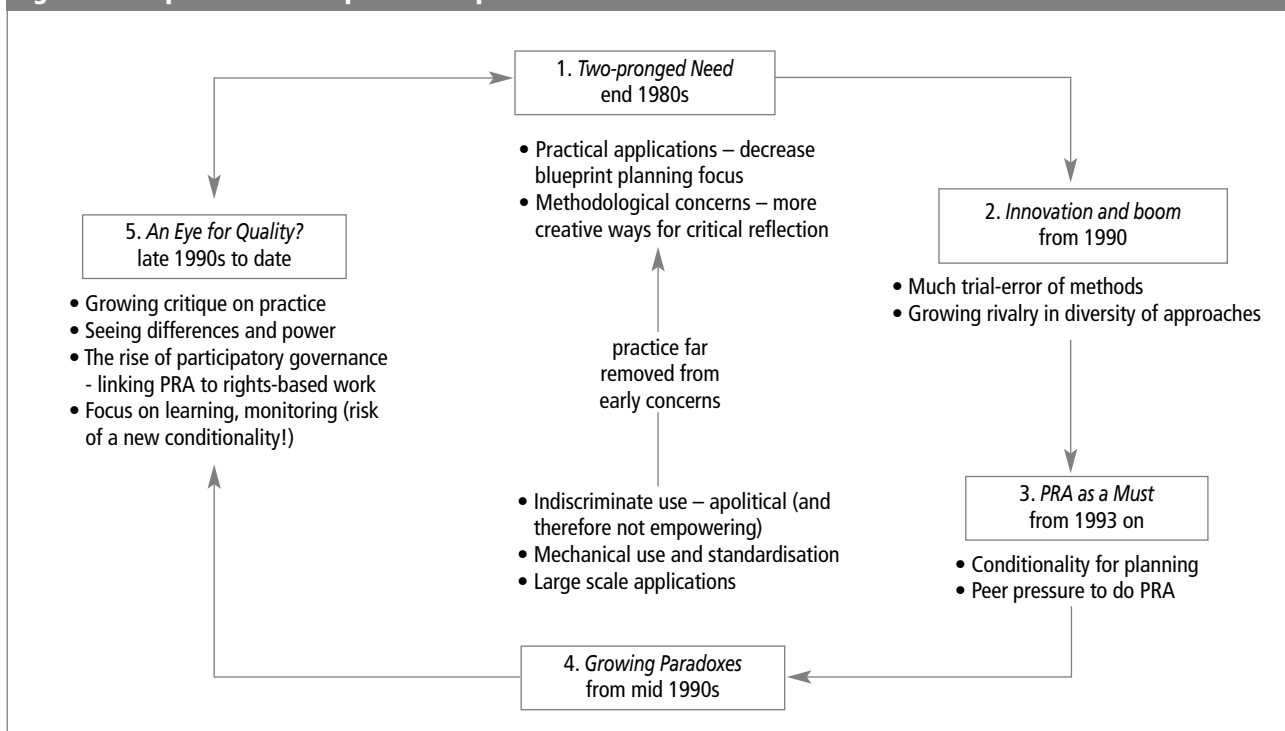 1. Two-pronged Need
end 1980s
• Practical applications – decrease
blueprint planning focus
• Methodological concerns – more
creative ways for critical reflection
2. Innovation and boom
from 1990
• Much trial-error of methods
• Growing rivalry in diversity of approaches
3. PRA as a Must
from 1993 on
• Conditionality for planning
• Peer pressure to do PRA
4. Growing Paradoxes
from mid 1990s
• Indiscriminate use – apolitical (and
therefore not empowering)
• Mechanical use and standardisation
• Large scale applications
practice far
removed from
early concerns
5. An Eye for Quality?
late 1990s to date
• Growing critique on practice
• Seeing differences and power
• The rise of participatory governance
- linking PRA to rights-based work
• Focus on learning, monitoring (risk
of a new conditionality!)